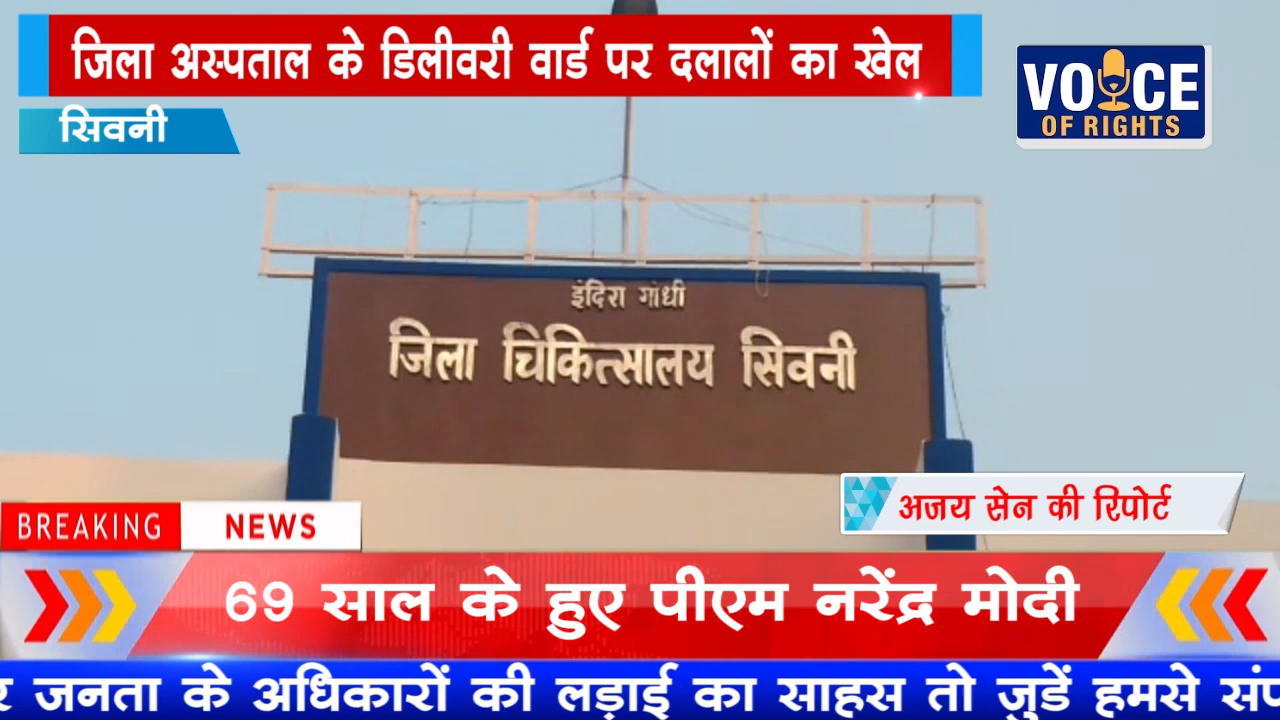 जिला अस्पताल के डिलीवरी वार्ड पर दलालों का खेल
सिवनी
VOICE
OF RIGHTS
इंदिरा गांधी
जिला चिकित्सालय सिवनी
अजय सेन की रिपोर्ट
BREAKING NEWS
69 साल के हुए पीएम नरेंद्र मोदी
जनता के अधिकारों की लड़ाई का साहस तो जुडें हमसे